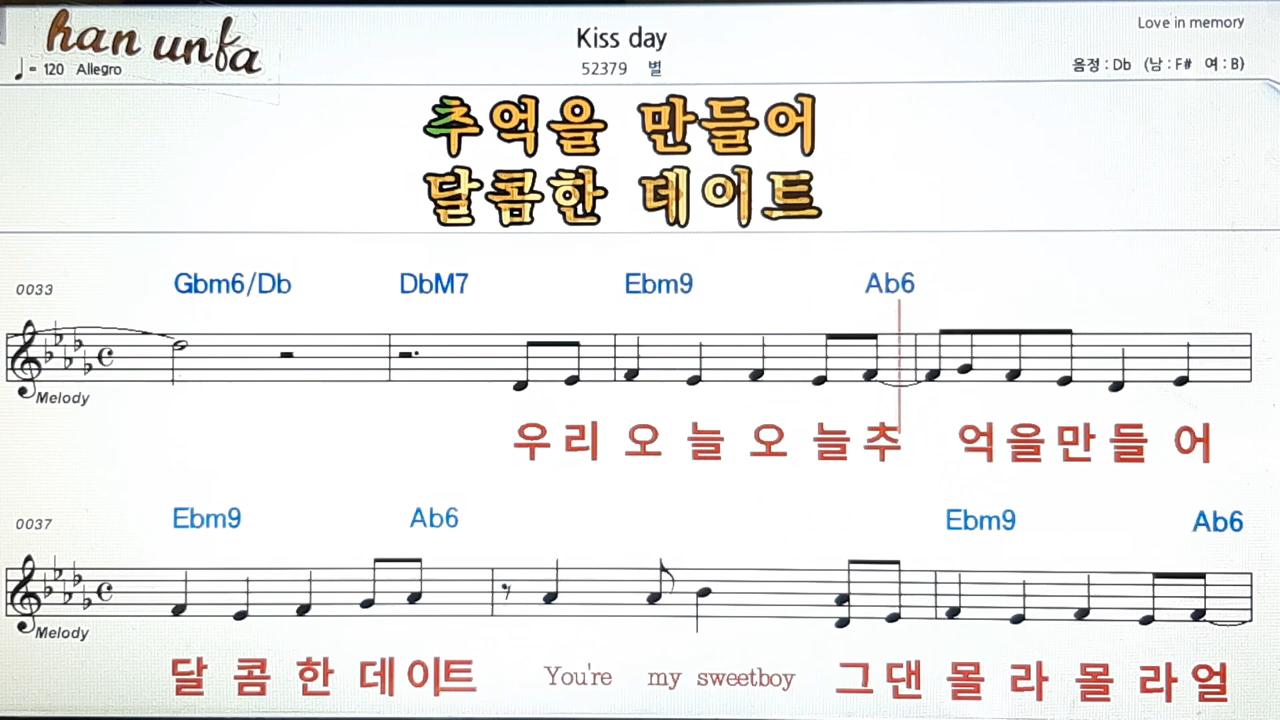 han unfa
Kiss day
Love in memory
♩= 120 Allegro
52379 별
음정 : Db (남 : F# 여 : B)
추억을 만들어
달콤한 데이트
0033
Gbm6/Db DbM7 Ebm9 Ab6
Melody
우리 오 늘 오 늘추 억을만들 어
0037
Ebm9 Ab6 Ebm9 Ab6
Melody
달 콤 한 데이트 You're my sweetboy 그댄 몰 라 몰 라 얼